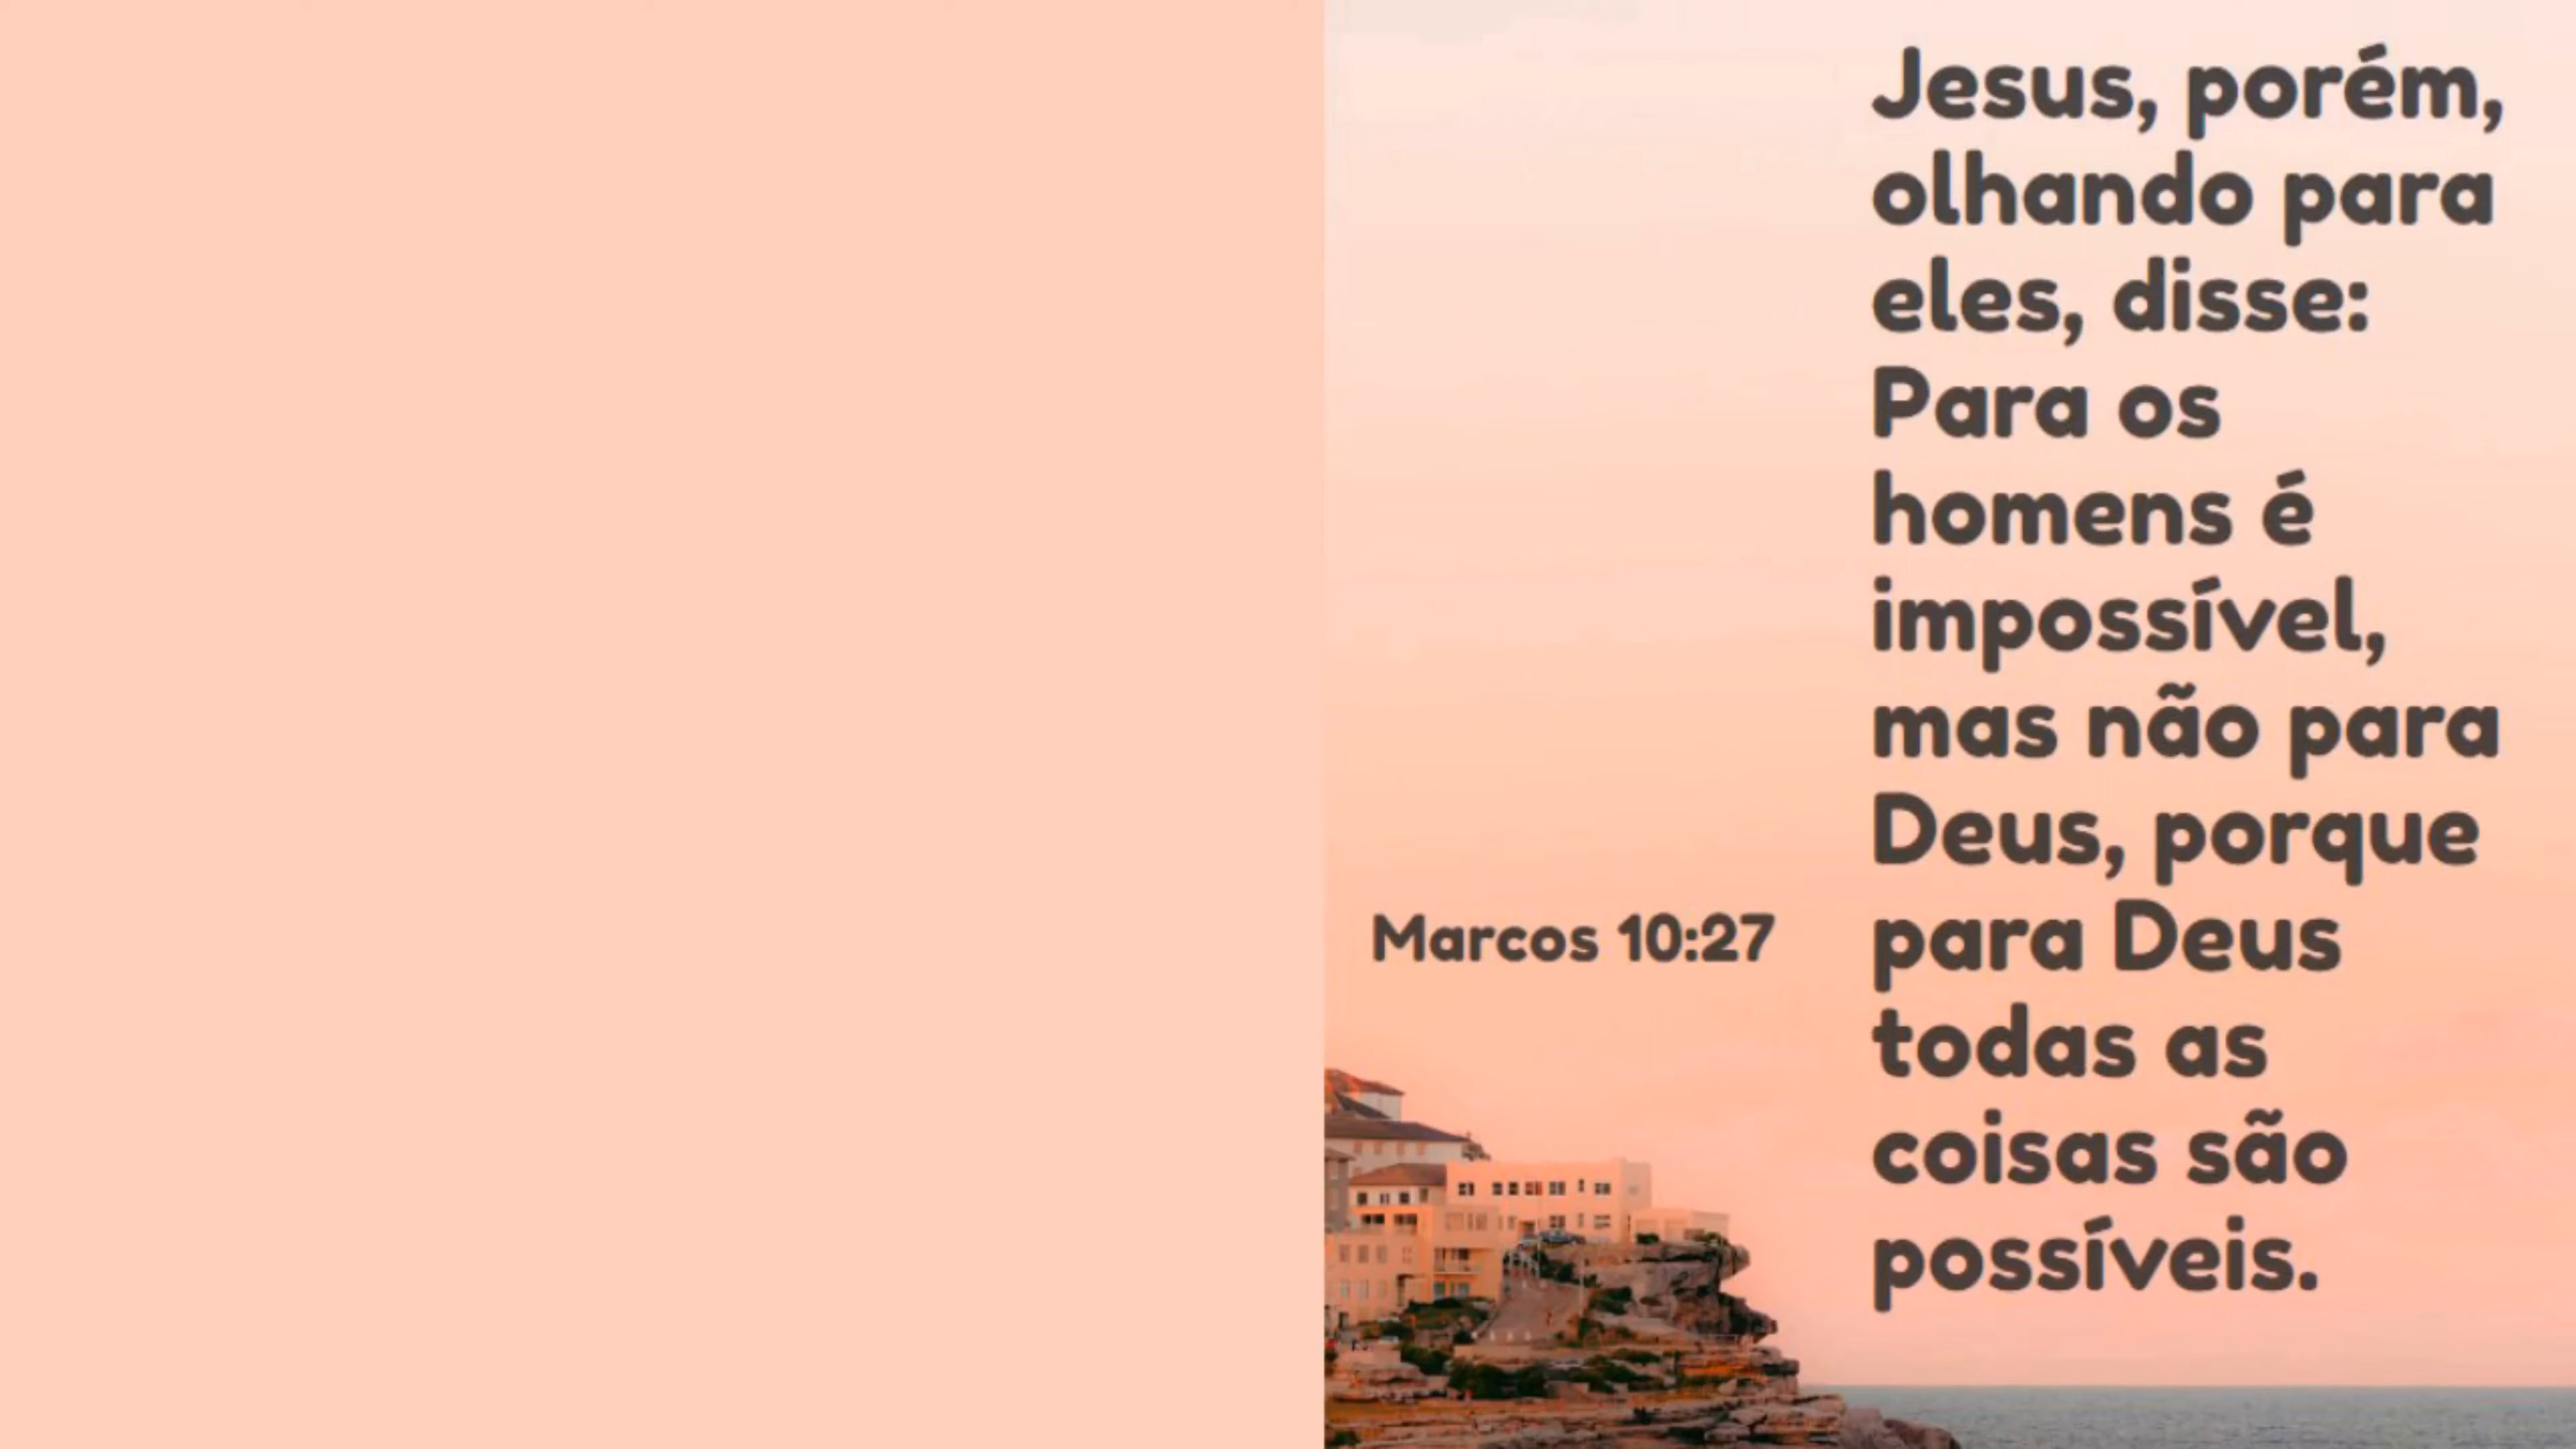 Jesus, porém,
olhando para
eles, disse:
Para os
homens é
impossível,
mas não para
Deus, porque
para Deus
todas as
coisas são
possíveis.
Marcos 10:27